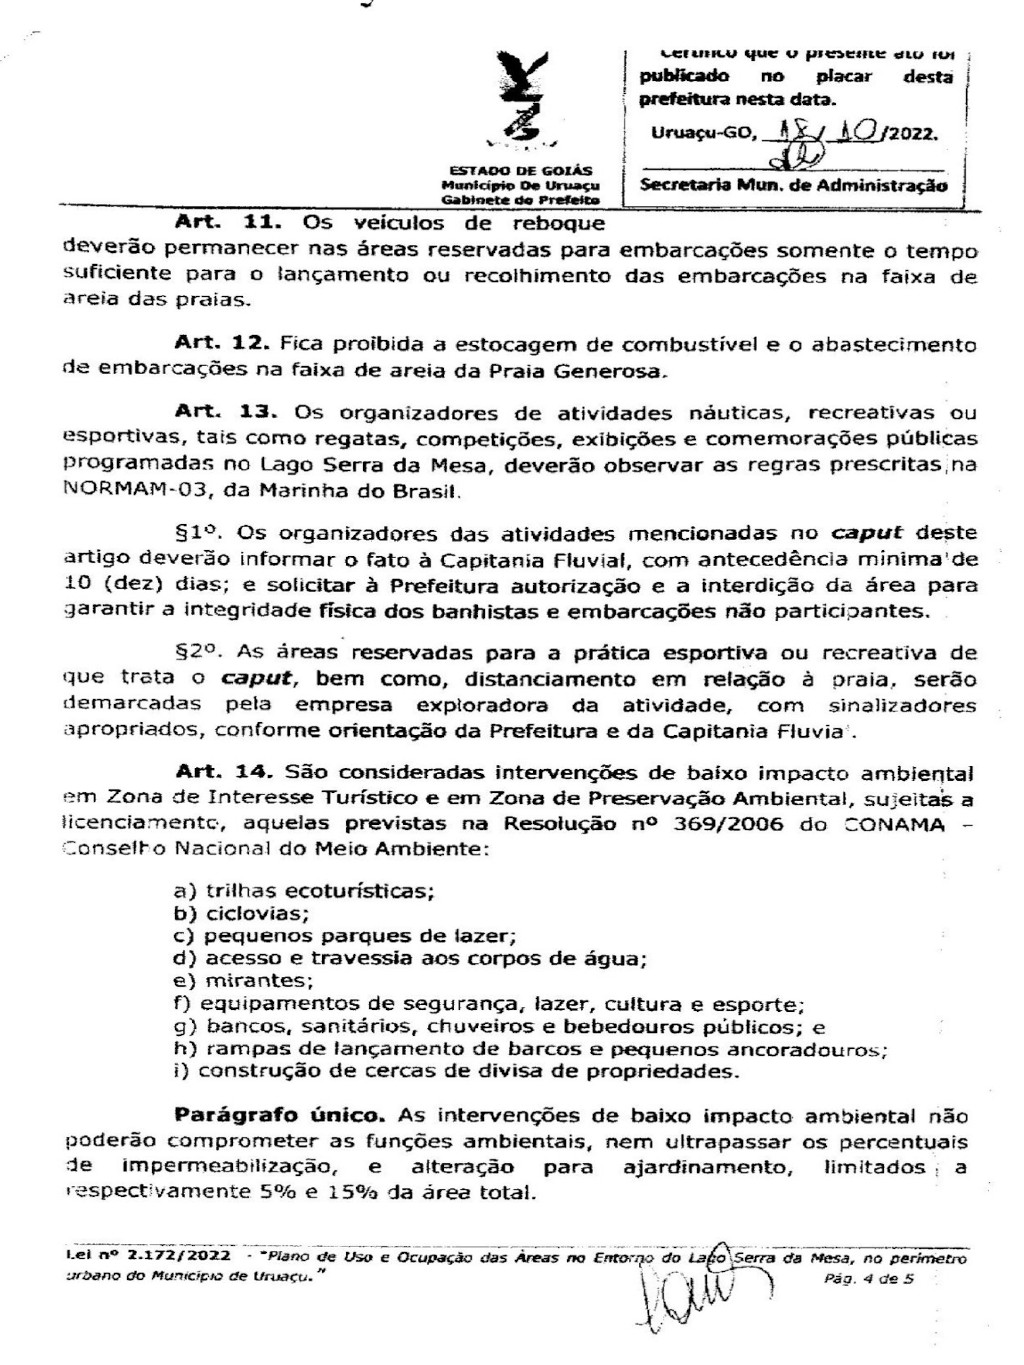 Certifico que o presente ato foi
publicado no placar desta
prefeitura nesta data.
Uruaçu-GO, 18/10/2022.
Secretaria Mun. de Administração
ESTADO DE GOIÁS
Município De Uruaçu
Gabinete do Prefeito
Art. 11. Os veículos de reboque
deverão permanecer nas áreas reservadas para embarcações somente o tempo
suficiente para o lançamento ou recolhimento das embarcações na faixa de
areia das praias.
Art. 12. Fica proibida a estocagem de combustível e o abastecimento
de embarcações na faixa de areia da Praia Generosa.
Art. 13. Os organizadores de atividades náuticas, recreativas ou
esportivas, tais como regatas, competições, exibições e comemorações públicas
programadas no Lago Serra da Mesa, deverão observar as regras prescritas na
NORMAM-03, da Marinha do Brasil.
§1º. Os organizadores das atividades mencionadas no caput deste
artigo deverão informar o fato à Capitania Fluvial, com antecedência mínima de
10 (dez) dias; e solicitar à Prefeitura autorização e a interdição da área para
garantir a integridade física dos banhistas e embarcações não participantes.
§2º. As áreas reservadas para a prática esportiva ou recreativa de
que trata o caput, bem como, distanciamento em relação à praia, serão
demarcadas pela empresa exploradora da atividade, com sinalizadores
apropriados, conforme orientação da Prefeitura e da Capitania Fluvial.
Art. 14. São consideradas intervenções de baixo impacto ambiental
em Zona de Interesse Turístico e em Zona de Preservação Ambiental, sujeitas a
licenciamento, aquelas previstas na Resolução nº 369/2006 do CONAMA –
Conselho Nacional do Meio Ambiente:
a) trilhas ecoturísticas;
b) ciclovias;
c) pequenos parques de lazer;
d) acesso e travessia aos corpos de água;
e) mirantes;
f) equipamentos de segurança, lazer, cultura e esporte;
g) bancos, sanitários, chuveiros e bebedouros públicos; e
h) rampas de lançamento de barcos e pequenos ancoradouros;
i) construção de cercas de divisa de propriedades.
Parágrafo único. As intervenções de baixo impacto ambiental não
poderão comprometer as funções ambientais, nem ultrapassar os percentuais
de impermeabilização, e alteração para ajardinamento, limitados a
respectivamente 5% e 15% da área total.
Lei nº 2.172/2022 - "Plano de Uso e Ocupação das Áreas no Entorno do Lago Serra da Mesa, no perímetro
urbano do Município de Uruaçu."
Pág. 4 de 5